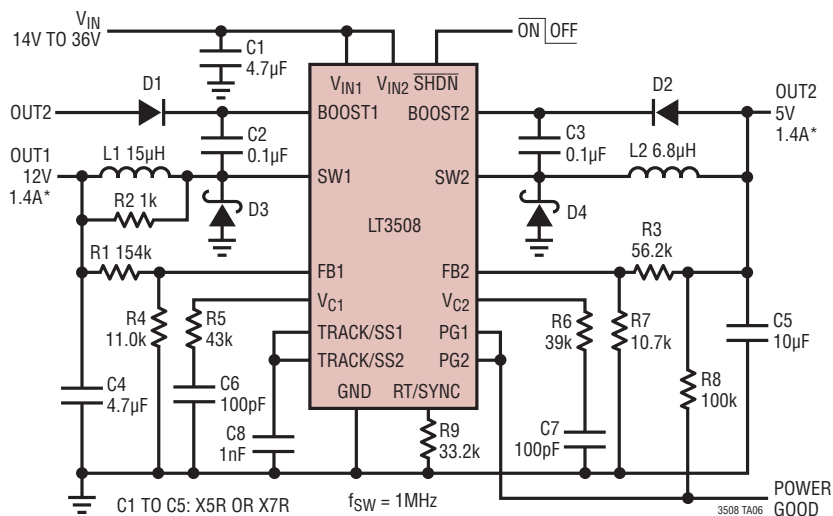 VIN
14V TO 36V
C1
4.7µF
ON OFF
VIN1
VIN2
SHDN
D1
D2
OUT2
BOOST1
BOOST2
OUT2
5V
1.4A*
C2
0.1µF
C3
0.1µF
OUT1
12V
1.4A*
L1 15µH
L2 6.8µH
SW1
SW2
R2 1k
D3
D4
LT3508
R1 154k
R3
56.2k
FB1
FB2
VC1
VC2
R4
11.0k
R5
43k
TRACK/SS1
TRACK/SS2
PG1
PG2
R6
39k
R7
10.7k
C5
10µF
R8
100k
C4
4.7µF
C6
100pF
GND
RT/SYNC
C8
1nF
R9
33.2k
C7
100pF
C1 TO C5: X5R OR X7R
fSW = 1MHz
POWER
GOOD
3508 TA06